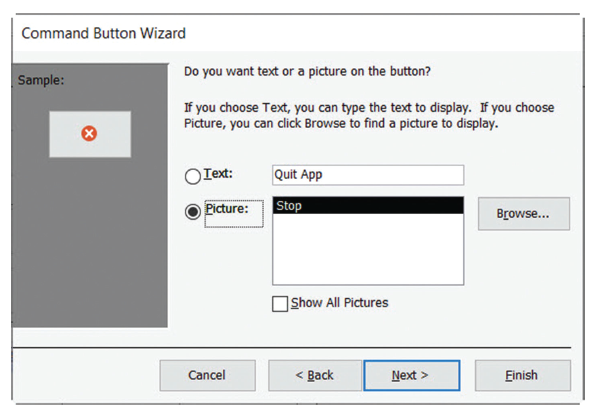 Command Button Wizard
Sample:
Do you want text or a picture on the button?
If you choose Text, you can type the text to display. If you choose
Picture, you can click Browse to find a picture to display.
Text:
Quit App
Picture:
Stop
Browse...
Show All Pictures
Cancel
< Back
Next >
Finish